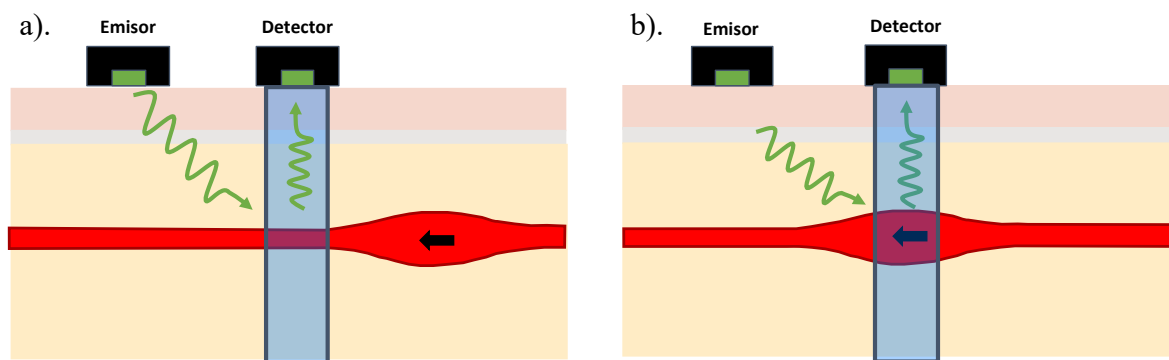 a).
Emisor
Detector
b).
Emisor
Detector